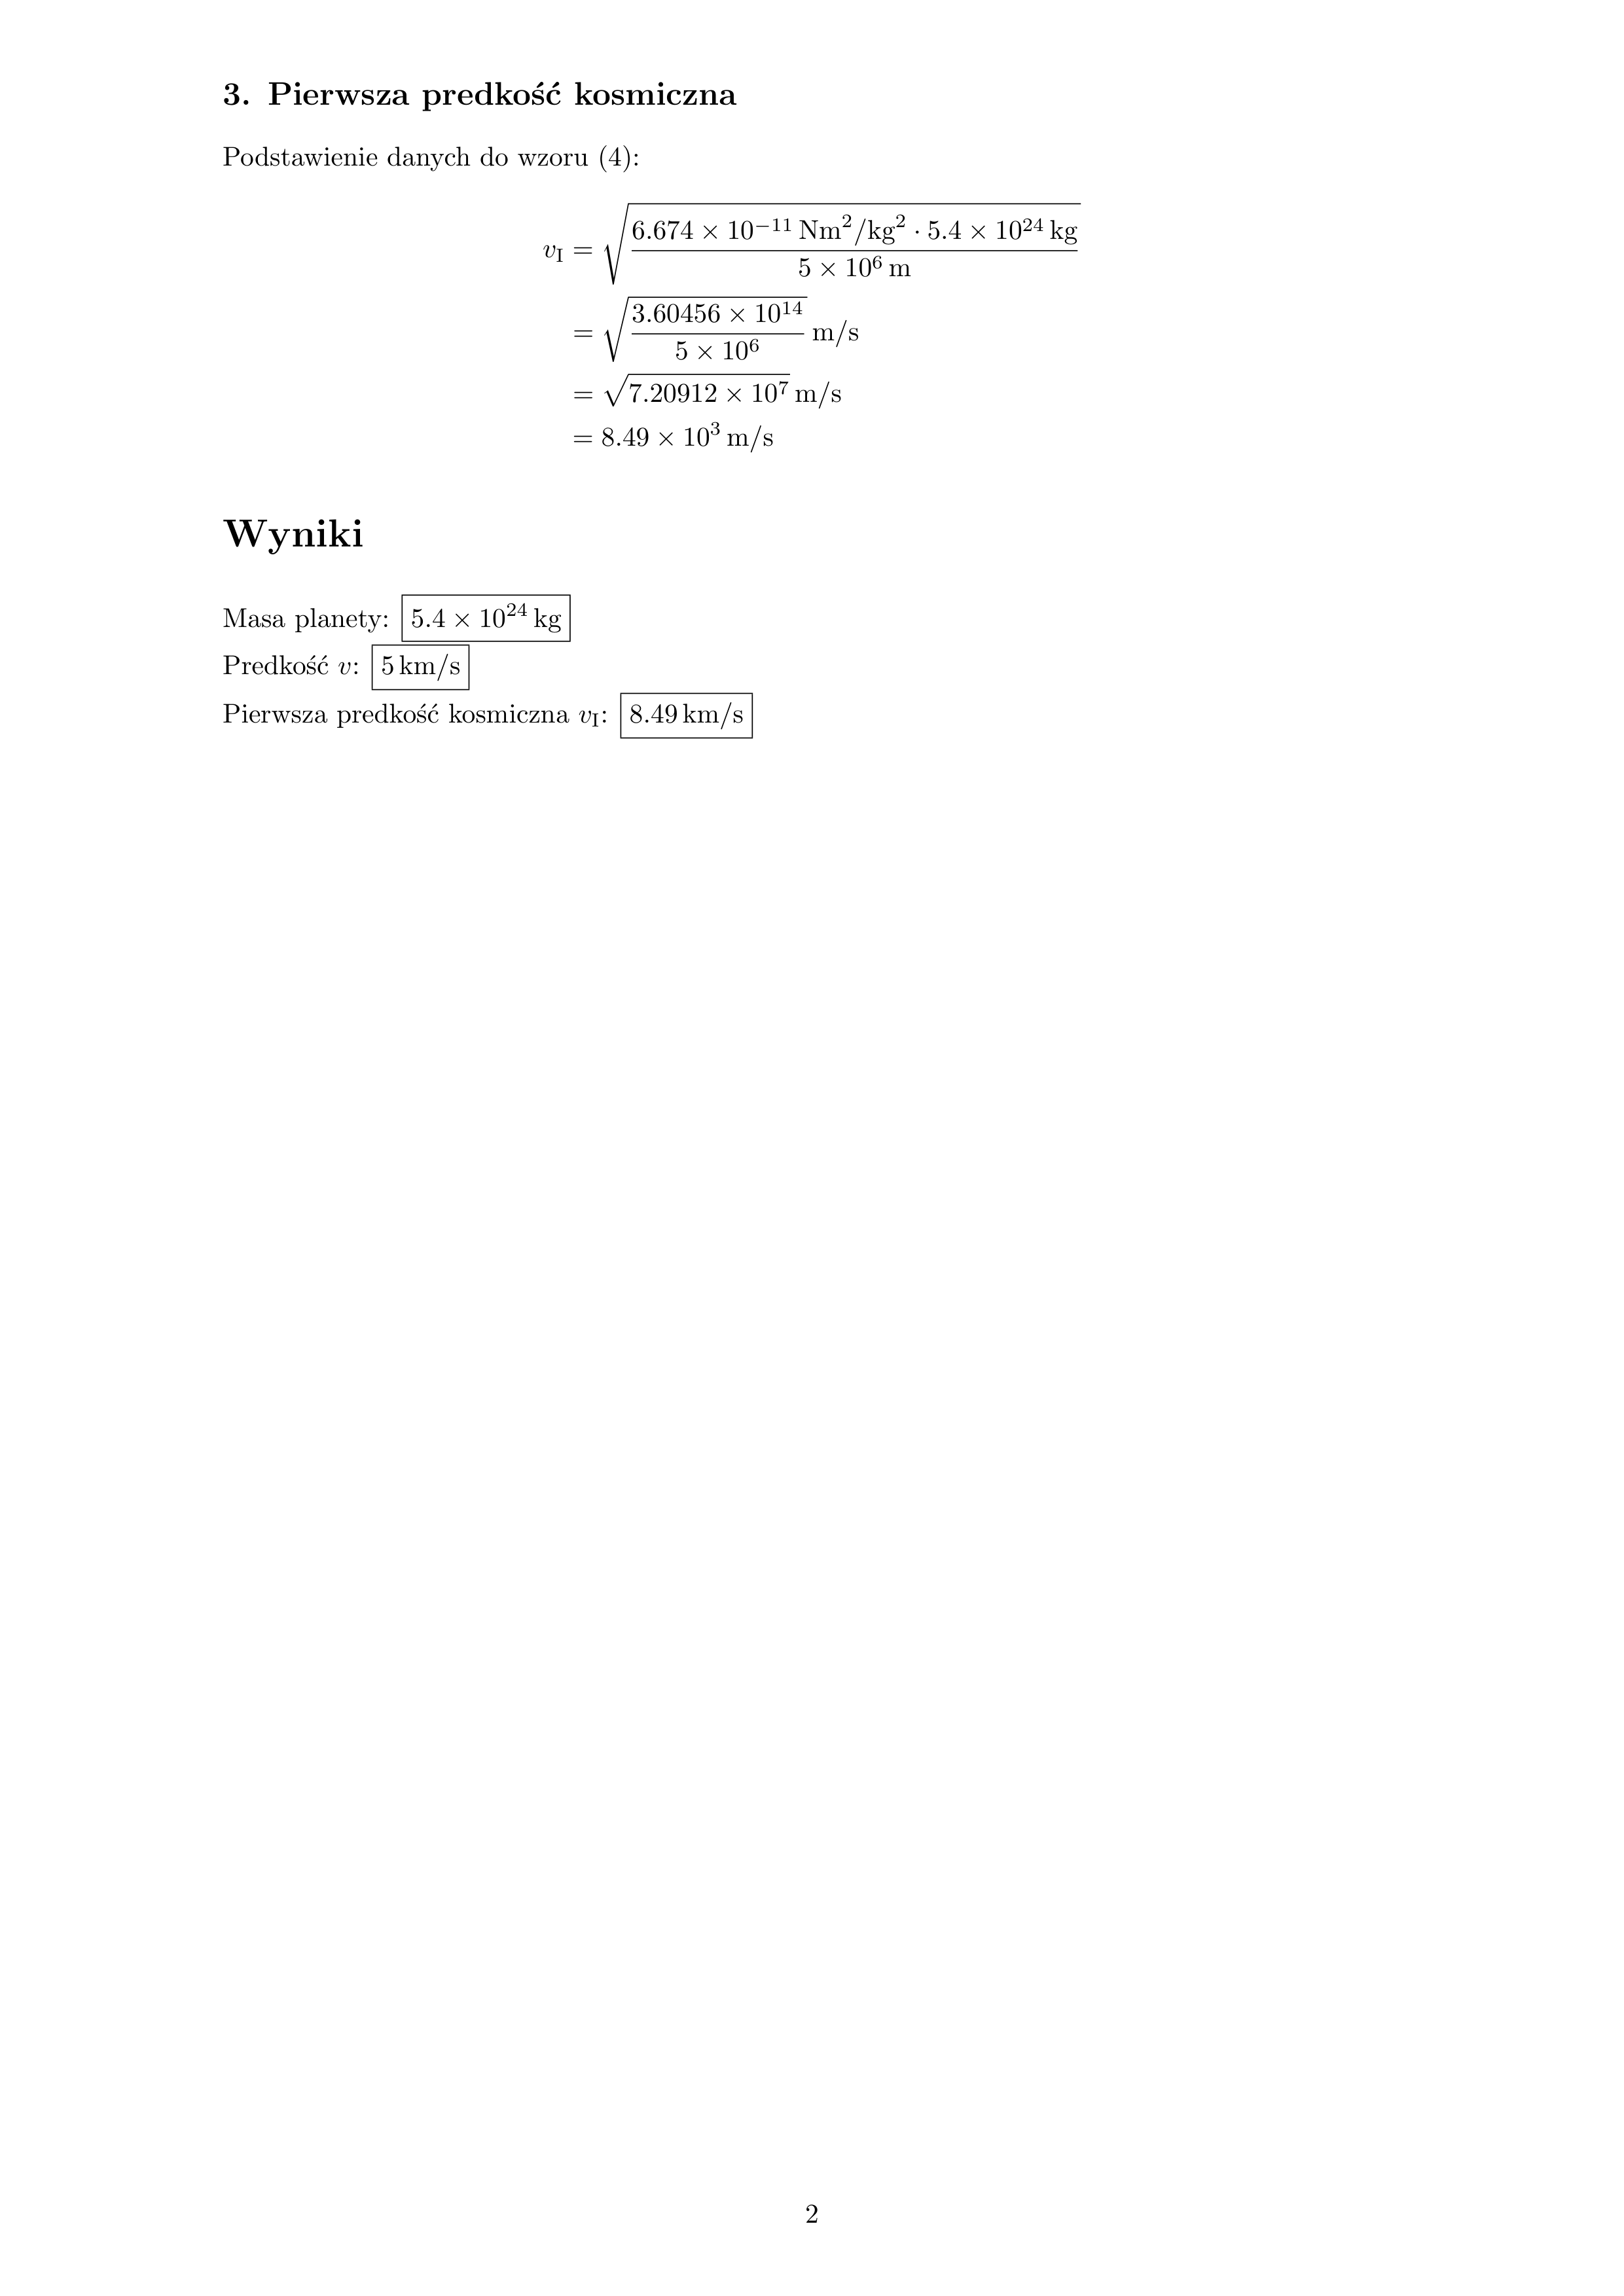 3. Pierwsza predkość kosmiczna
Podstawienie danych do wzoru (4):
$v_{\mathrm{I}} = \sqrt{\frac{6.674 \times 10^{-11}\,\mathrm{Nm}^2/\mathrm{kg}^2 \cdot 5.4 \times 10^{24}\,\mathrm{kg}}{5 \times 10^6\,\mathrm{m}}}$
$= \sqrt{\frac{3.60456 \times 10^{14}}{5 \times 10^6}}\,\mathrm{m/s}$
$= \sqrt{7.20912 \times 10^7}\,\mathrm{m/s}$
$= 8.49 \times 10^3\,\mathrm{m/s}$
Wyniki
Masa planety: $5.4 \times 10^{24}\,\mathrm{kg}$
Predkość $v$: $5\,\mathrm{km/s}$
Pierwsza predkość kosmiczna $v_{\mathrm{I}}$: $8.49\,\mathrm{km/s}$
2